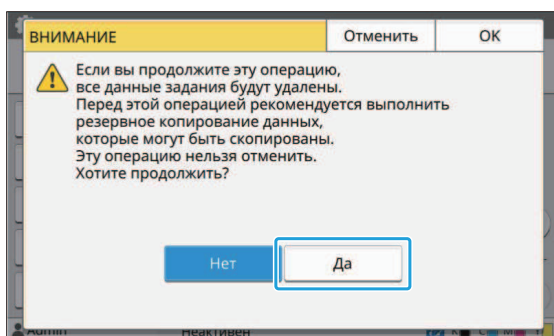 ВНИМАНИЕ
Отменить
OK
Если вы продолжите эту операцию,
все данные задания будут удалены.
Перед этой операцией рекомендуется выполнить
резервное копирование данных,
которые могут быть скопированы.
Эту операцию нельзя отменить.
Хотите продолжить?
Нет
Да
Admin
Неактивен
K C M Y